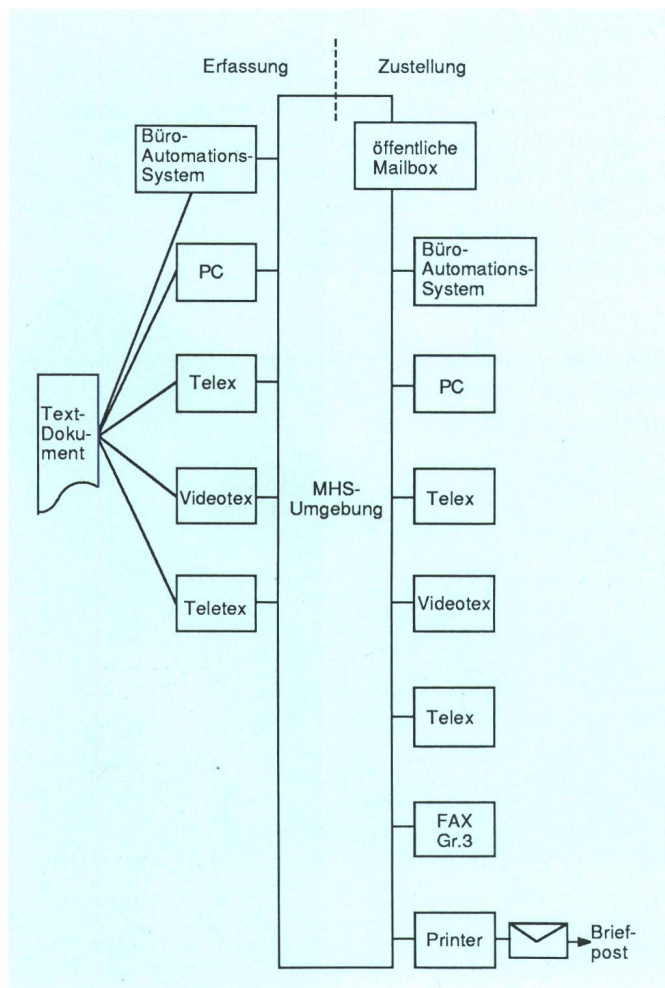 Erfassung
Zustellung
Büro-
Automations-
System
öffentliche
Mailbox
PC
Büro-
Automations-
System
Telex
PC
Text-
Doku-
ment
Videotex
MHS-
Umgebung
Telex
Teletex
Videotex
Telex
FAX
Gr.3
Printer
Brief-
post